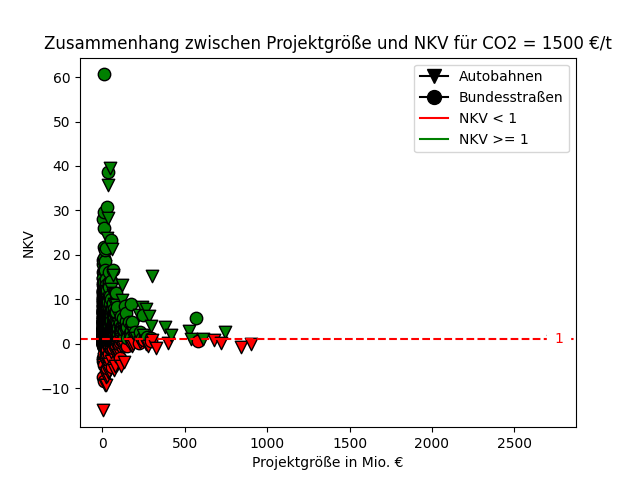 Zusammenhang zwischen Projektgröße und NKV für CO2 = 1500 €/t
Autobahnen
Bundesstraßen
NKV < 1
NKV >= 1
60
50
40
30
20
10
0
−10
NKV
1
0
500
1000
1500
2000
2500
Projektgröße in Mio. €